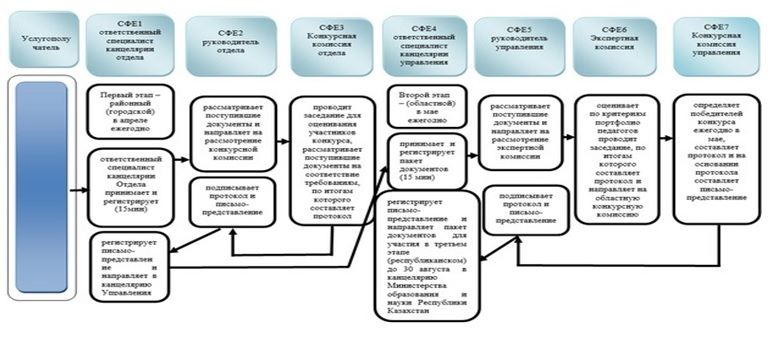 Услугополу
чатель
СФЕ1
ответственный
специалист
канцелярии
отдела
СФЕ2
руководитель
отдела
СФЕ3
Конкурсная
комиссия
отдела
СФЕ4
ответственный
специалист
канцелярии
управления
СФЕ5
руководитель
управления
СФЕ6
Экспертная
комиссия
СФЕ7
Конкурсная
комиссия
управления
Первый этап –
районный
(городской)
в апреле
ежегодно
ответственный
специалист
канцелярии
Отдела
принимает и
регистрирует
(15мин)
регистрирует
письмо-
представлен
ие и
направляет в
канцелярию
Управления
рассматривает
поступившие
документы и
направляет на
рассмотрение
конкурсной
комиссии
подписывает
протокол и
письмо-
представление
проводит
заседание для
оценивания
участников
конкурса,
рассматривает
поступившие
документы на
соответствие
требованиям,
по итогам
которого
составляет
протокол
Второй этап
– (областной)
в мае
ежегодно
принимает и
регистрирует
пакет
документов
(15 мин)
регистрирует
письмо-
представление и
направляет пакет
документов для
участия в третьем
этапе
(республиканском)
до 30 августа в
канцелярию
Министерства
образования и
науки Республики
Казахстан
рассматривает
поступившие
документы и
направляет на
рассмотрение
экспертной
комиссии
подписывает
протокол и
письмо-
представление
оценивает
по критериям
портфолио
педагогов
проводит
заседание, по
итогам
которого
составляет
протокол и
направляет на
областную
конкурсную
комиссию
определяет
победителей
конкурса
ежегодно в
мае,
составляет
протокол и на
основании
протокола
составляет
письмо-
представление